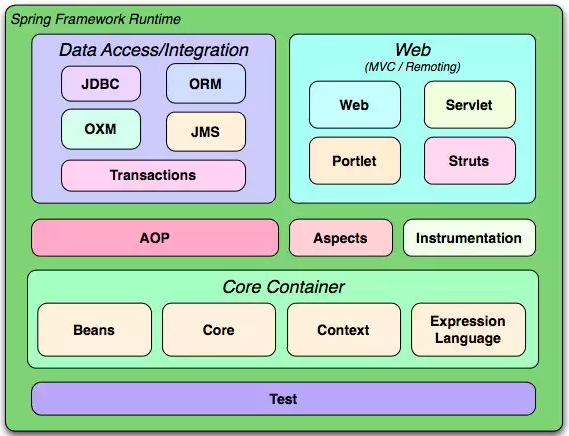 Spring Framework Runtime
Data Access/Integration
Web
(MVC / Remoting)
JDBC
ORM
Web
Servlet
OXM
JMS
Portlet
Struts
Transactions
AOP
Aspects
Instrumentation
Core Container
Beans
Core
Context
Expression
Language
Test